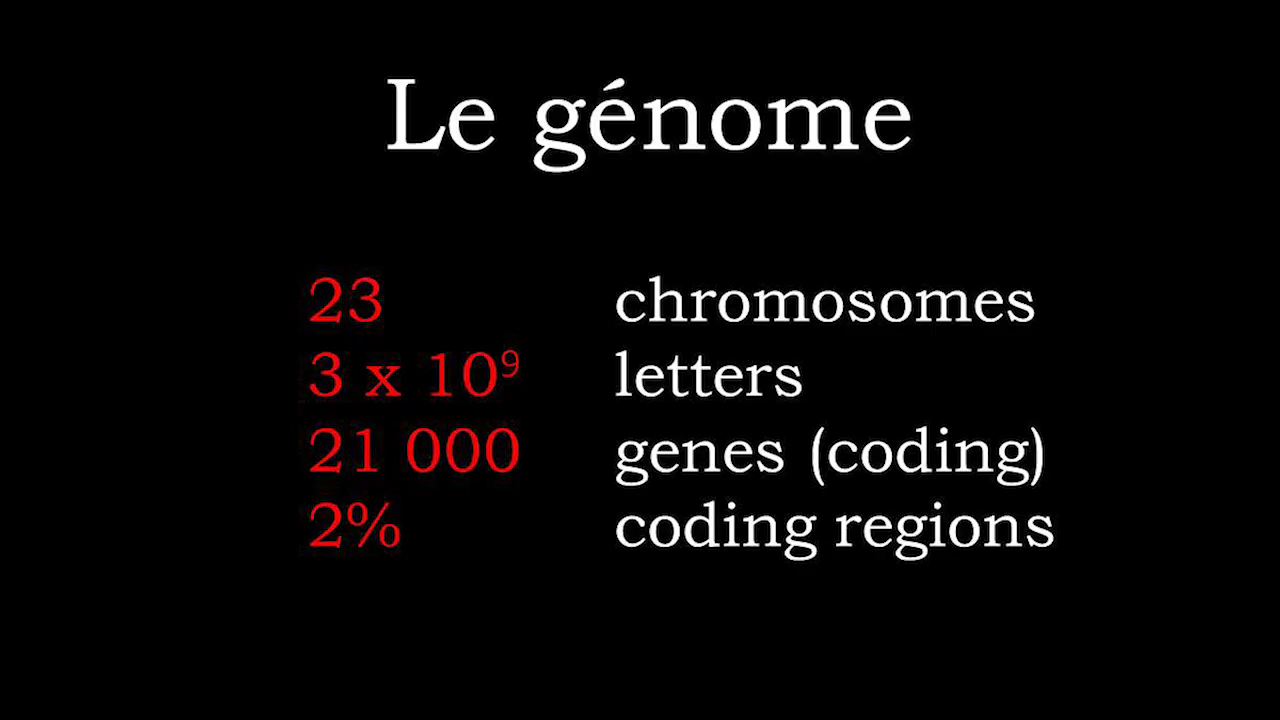 Le génome
23 chromosomes
3 x 10⁹ letters
21 000 genes (coding)
2% coding regions